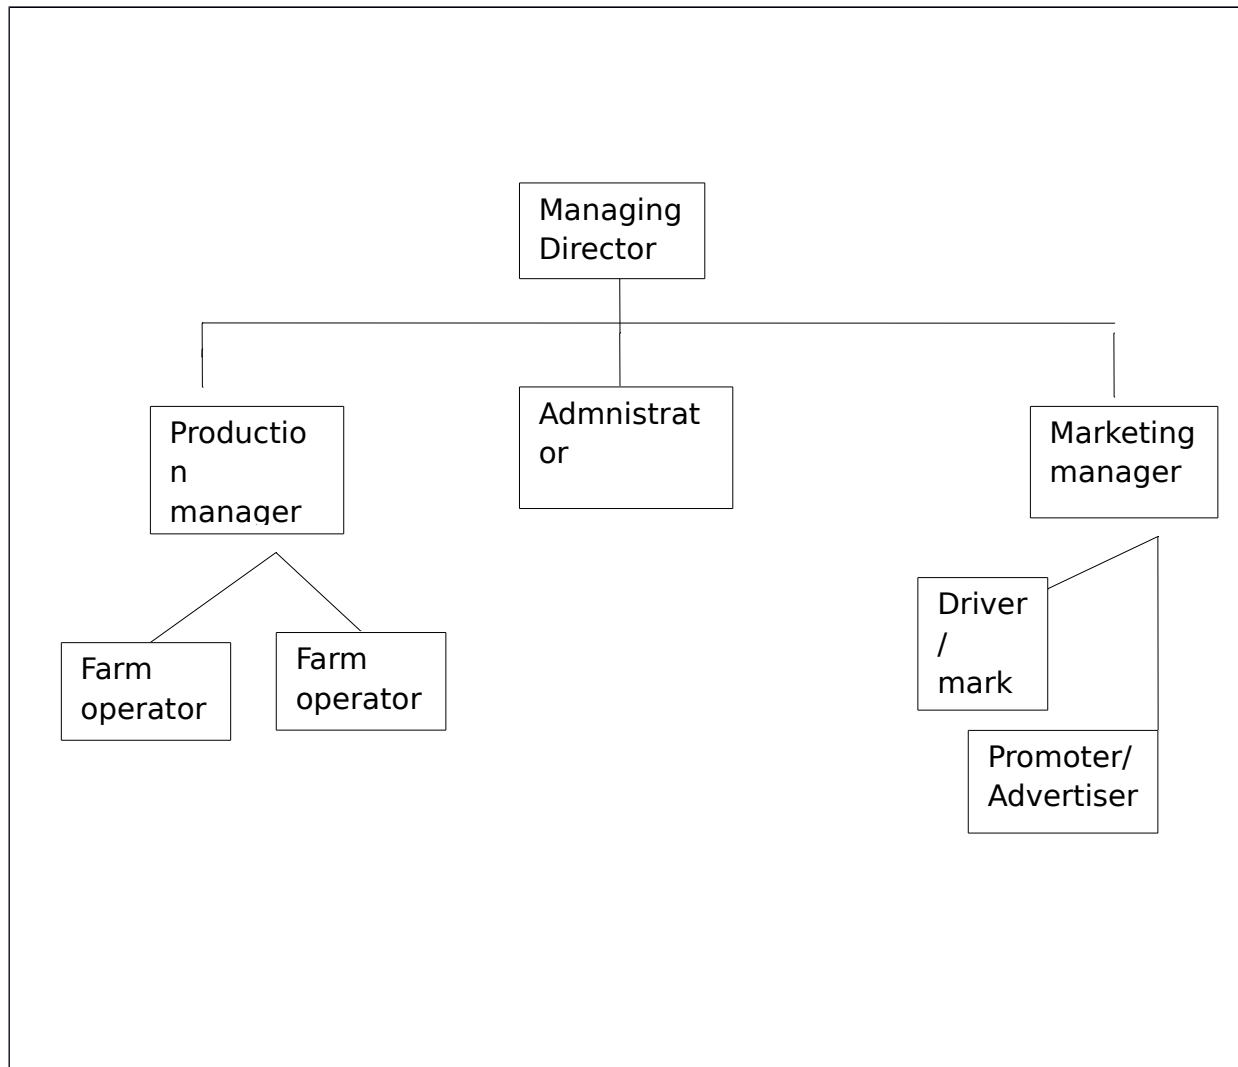 Managing
Director
Productio
n
manager
Admnistrat
or
Marketing
manager
Farm
operator
Farm
operator
Driver
/
mark
Promoter/
Advertiser